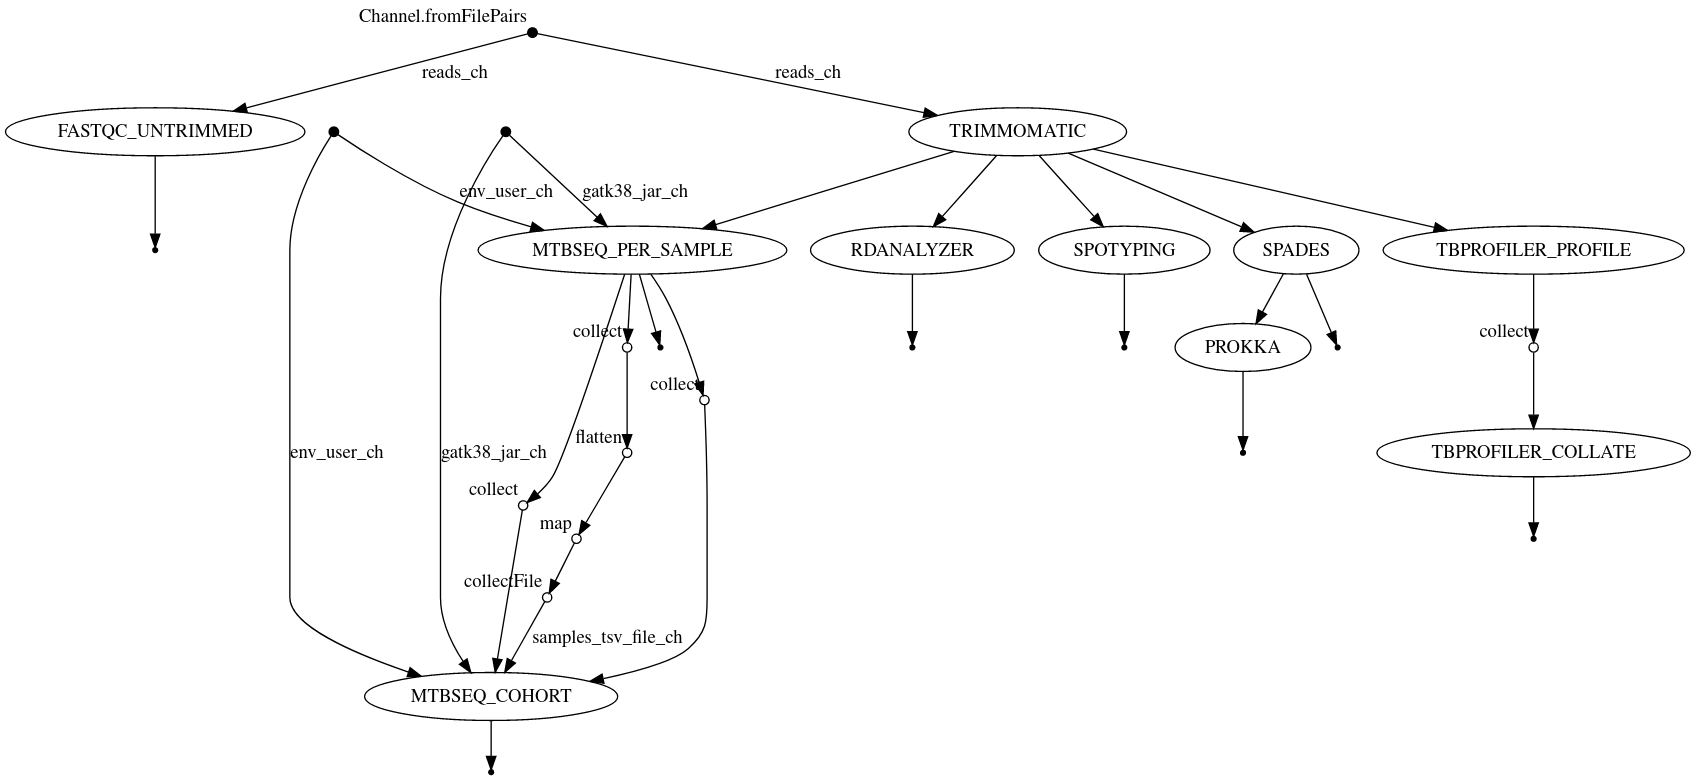 Channel.fromFilePairs
reads_ch
reads_ch
FASTQC_UNTRIMMED
TRIMMOMATIC
env_user_ch
gatk38_jar_ch
MTBSEQ_PER_SAMPLE
RDANALYZER
SPOTYPING
SPADES
TBPROFILER_PROFILE
collect
collect
PROKKA
collect
flatten
env_user_ch
gatk38_jar_ch
TBPROFILER_COLLATE
collect
map
collectFile
samples_tsv_file_ch
MTBSEQ_COHORT